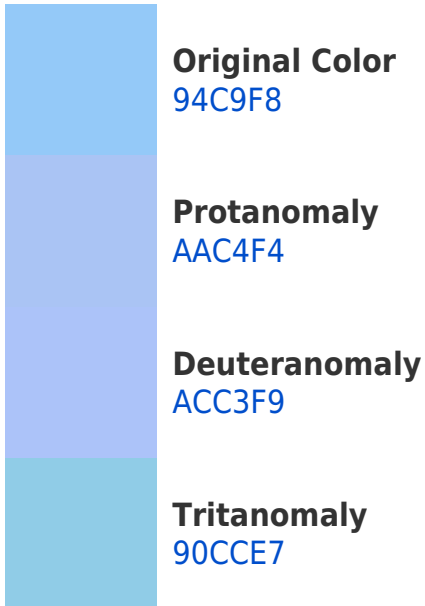 Original Color
94C9F8
Protanomaly
AAC4F4
Deuteranomaly
ACC3F9
Tritanomaly
90CCE7